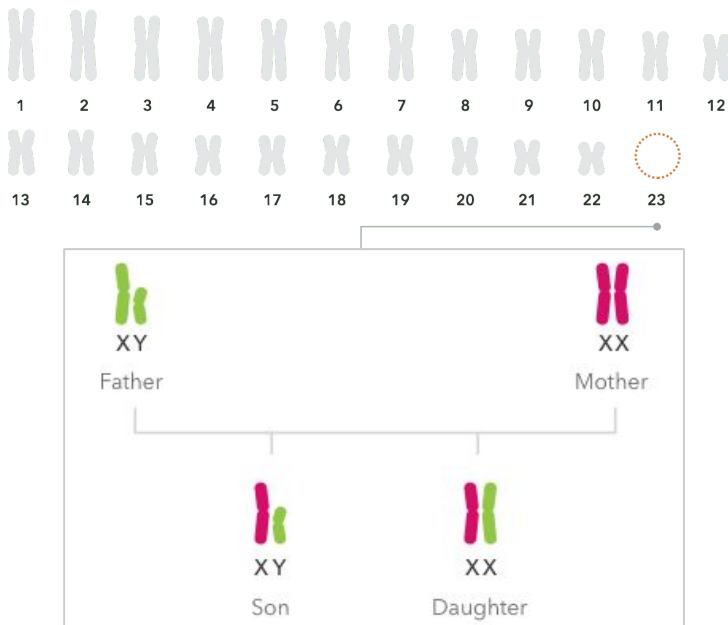 1 2 3 4 5 6 7 8 9 10 11 12
13 14 15 16 17 18 19 20 21 22 23
XY XX
Father Mother
XY XX
Son Daughter